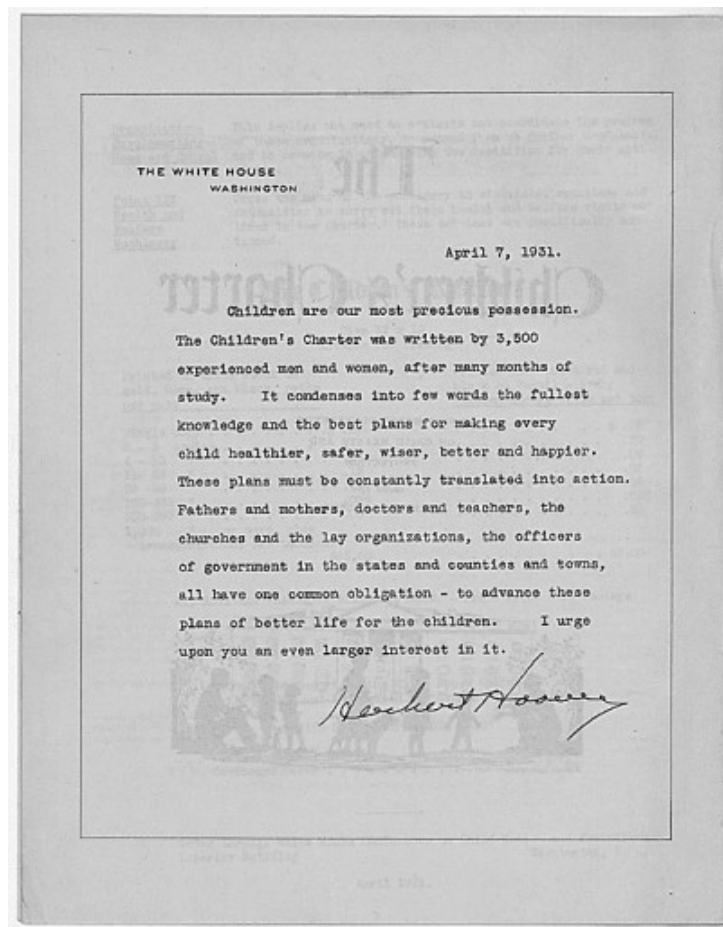 THE WHITE HOUSE
WASHINGTON
April 7, 1931.
Children are our most precious possession.
The Children's Charter was written by 3,500
experienced men and women, after many months of
study. It condenses into few words the fullest
knowledge and the best plans for making every
child healthier, safer, wiser, better and happier.
These plans must be constantly translated into action.
Fathers and mothers, doctors and teachers, the
churches and the lay organizations, the officers
of government in the states and counties and towns,
all have one common obligation - to advance these
plans of better life for the children. I urge
upon you an even larger interest in it.
Herbert Hoover
The
Children's Charter